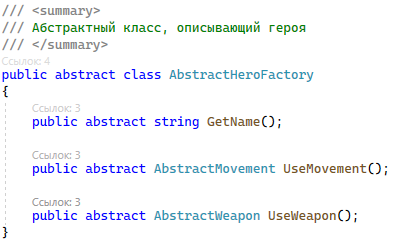 /// <summary>
/// Абстрактный класс, описывающий героя
/// </summary>
Ссылок: 4
public abstract class AbstractHeroFactory
{
Ссылок: 3
public abstract string GetName();
Ссылок: 3
public abstract AbstractMovement UseMovement();
Ссылок: 3
public abstract AbstractWeapon UseWeapon();
}